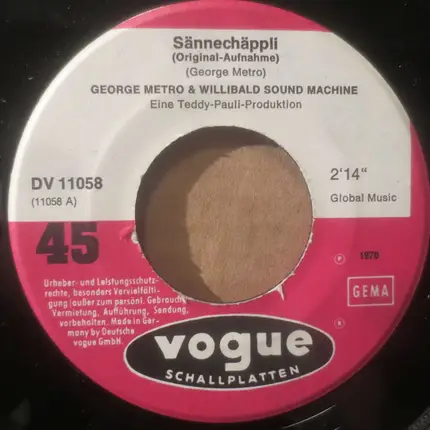 Sännechäppli
(Original-Aufnahme)
(George Metro)
GEORGE METRO & WILLIBALD SOUND MACHINE
Eine Teddy-Pauli-Produktion
DV 11058
(11058 A)
2'14"
Global Music
45
℗ 1970
GEMA
Urheber- und Leistungsschutz-
rechte, besonders Vervielfälti-
gung (außer zum persönl. Gebrauch)
Vermietung, Aufführung, Sendung,
vorbehalten. Made in Ger-
many by Deutsche
vogue GmbH.
vogue
SCHALLPLATTEN